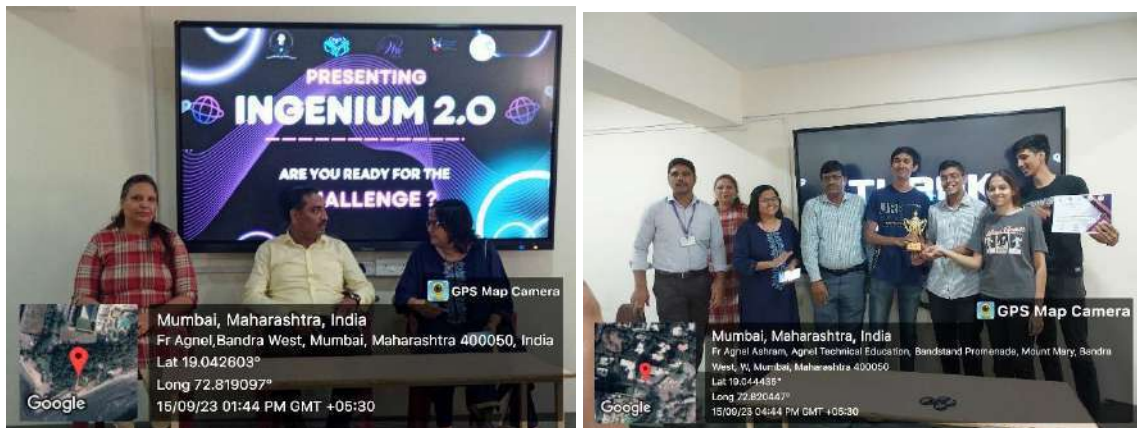 PRESENTING
INGENIUM 2.0
ARE YOU READY FOR THE
CHALLENGE ?
GPS Map Camera
Mumbai, Maharashtra, India
Fr Agnel,Bandra West, Mumbai, Maharashtra 400050, India
Lat 19.042603°
Long 72.819097°
15/09/23 01:44 PM GMT +05:30
Google
GPS Map Camera
Mumbai, Maharashtra, India
Fr Agnel Ashram, Agnel Technical Education, Bandstand Promenade, Mount Mary, Bandra
West, W, Mumbai, Maharashtra 400050
Lat 19.044435°
Long 72.820447°
15/09/23 04:44 PM GMT +05:30
Google